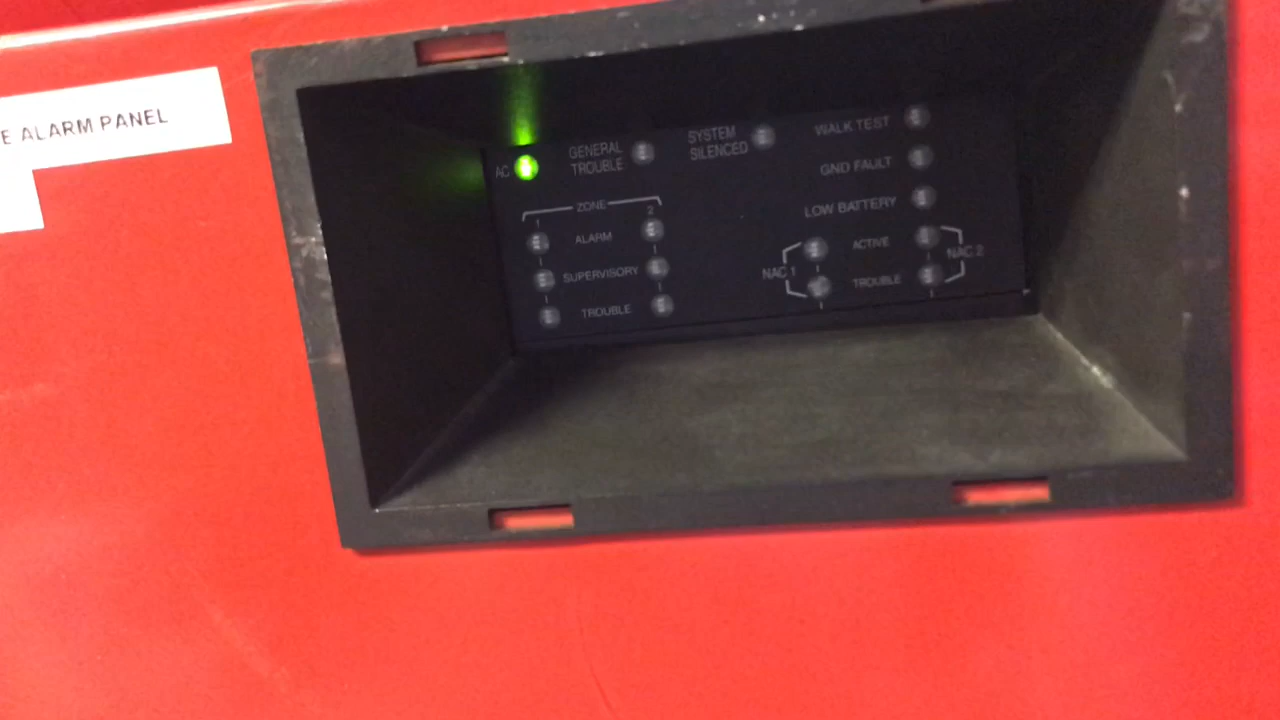 E ALARM PANEL
AC
GENERAL
TROUBLE
SYSTEM
SILENCED
WALK TEST
GND FAULT
LOW BATTERY
ZONE
1
2
ALARM
SUPERVISORY
TROUBLE
NAC 1
ACTIVE
TROUBLE
NAC 2